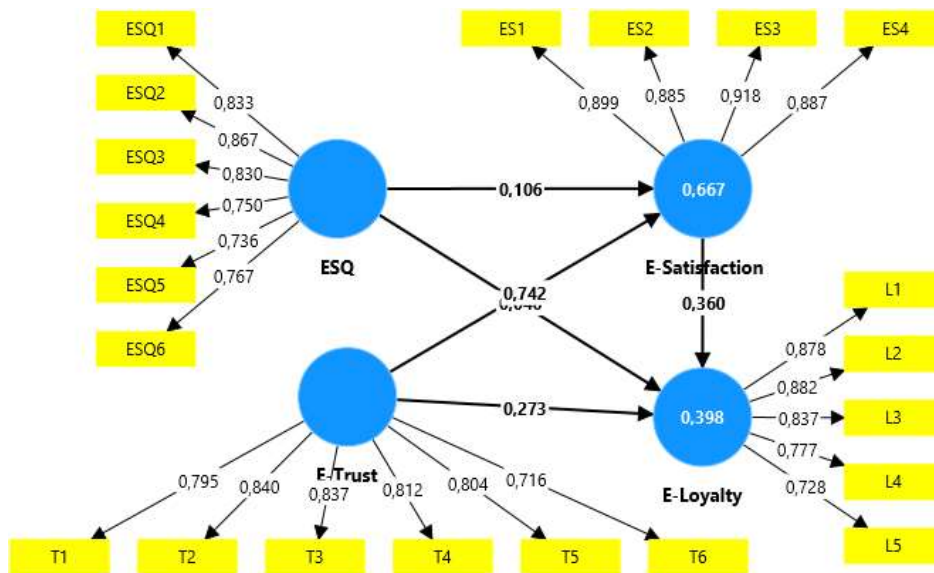 ESQ1
ES1
ES2
ES3
ES4
ESQ2
0,833
0,899
0,885
0,918
0,887
0,867
ESQ3
0,830
0,750
ESQ4
0,736
0,106
0,667
ESQ5
0,767
ESQ
E-Satisfaction
ESQ6
0,742
0,360
L1
0,878
L2
0,882
0,273
0,398
0,837
L3
0,777
E-Trust
L4
E-Loyalty
0,728
0,795
0,840
0,837
0,812
0,804
0,716
L5
T1
T2
T3
T4
T5
T6